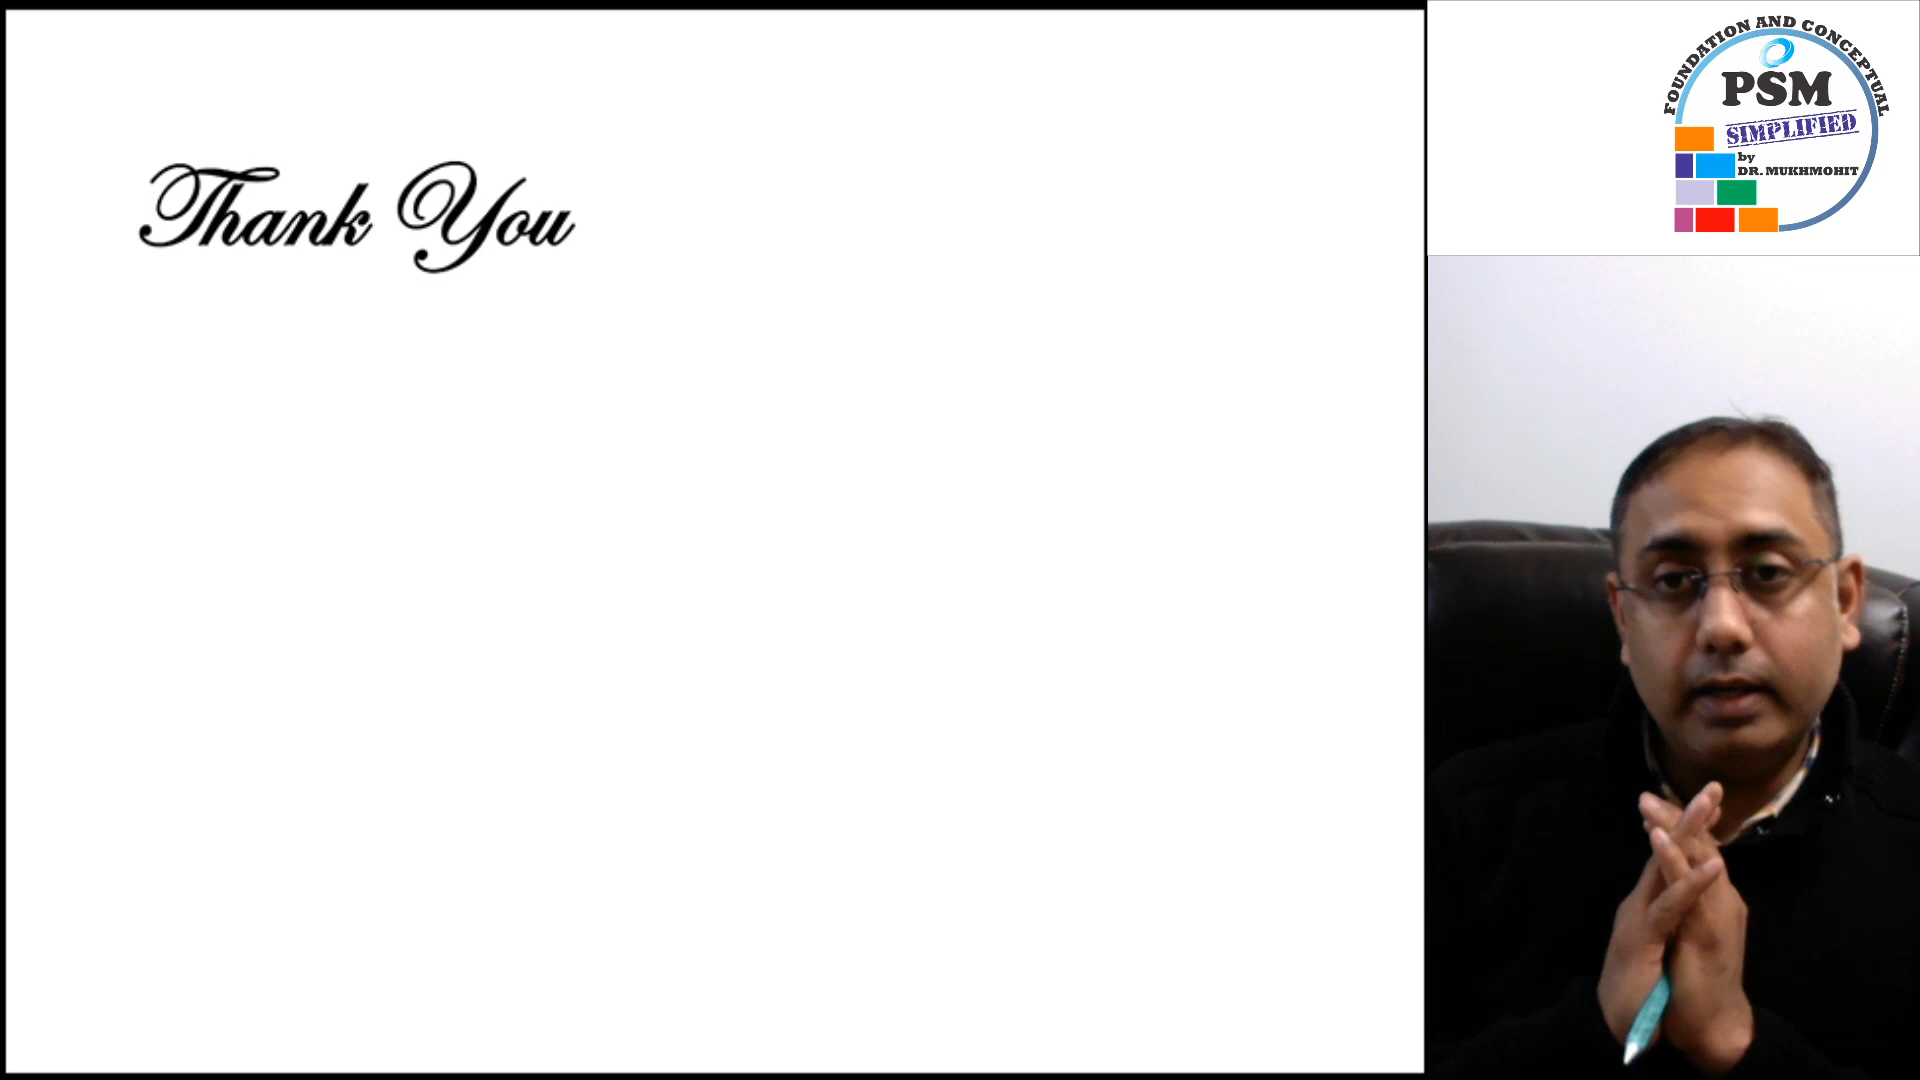 Thank You
FOUNDATION AND CONCEPTUAL
PSM
SIMPLIFIED
by
DR. MUKHMOHIT